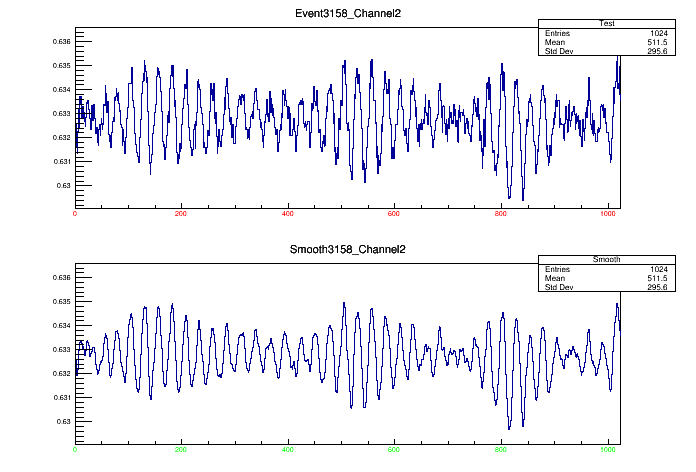 Event3158_Channel2
Test
Entries 1024
Mean 511.5
Std Dev 295.6
0.636
0.635
0.634
0.633
0.632
0.631
0.63
0 200 400 600 800 1000
Smooth3158_Channel2
Smooth
Entries 1024
Mean 511.5
Std Dev 295.6
0.636
0.635
0.634
0.633
0.632
0.631
0.63
0 200 400 600 800 1000